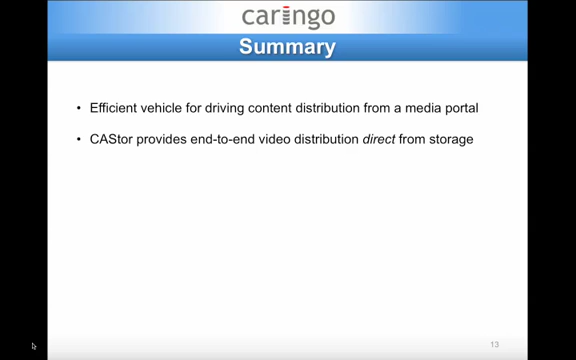 caringo
Summary
• Efficient vehicle for driving content distribution from a media portal
• CAStor provides end-to-end video distribution direct from storage
13